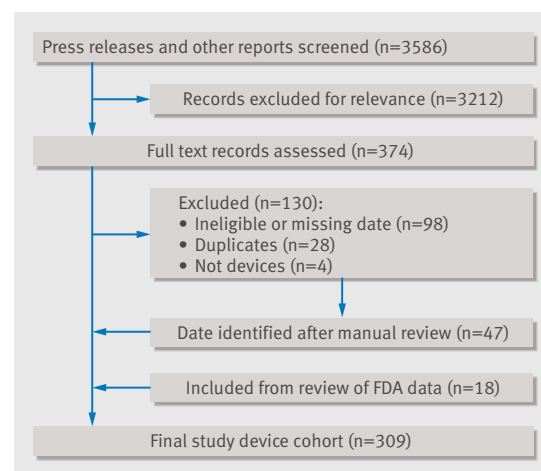 Press releases and other reports screened (n=3586)
Records excluded for relevance (n=3212)
Full text records assessed (n=374)
Excluded (n=130):
• Ineligible or missing date (n=98)
• Duplicates (n=28)
• Not devices (n=4)
Date identified after manual review (n=47)
Included from review of FDA data (n=18)
Final study device cohort (n=309)